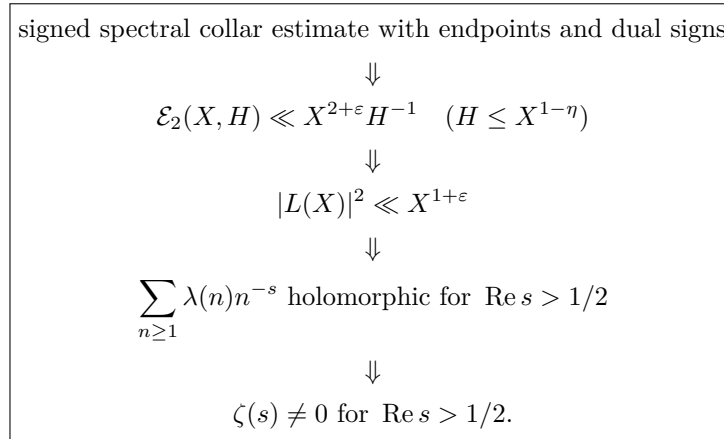 signed spectral collar estimate with endpoints and dual signs
⇓
𝓔₂(X, H) ≪ X^{2+ε}H^{−1} (H ≤ X^{1−η})
⇓
|L(X)|² ≪ X^{1+ε}
⇓
∑_{n≥1} λ(n)n^{−s} holomorphic for Re s > 1/2
⇓
ζ(s) ≠ 0 for Re s > 1/2.